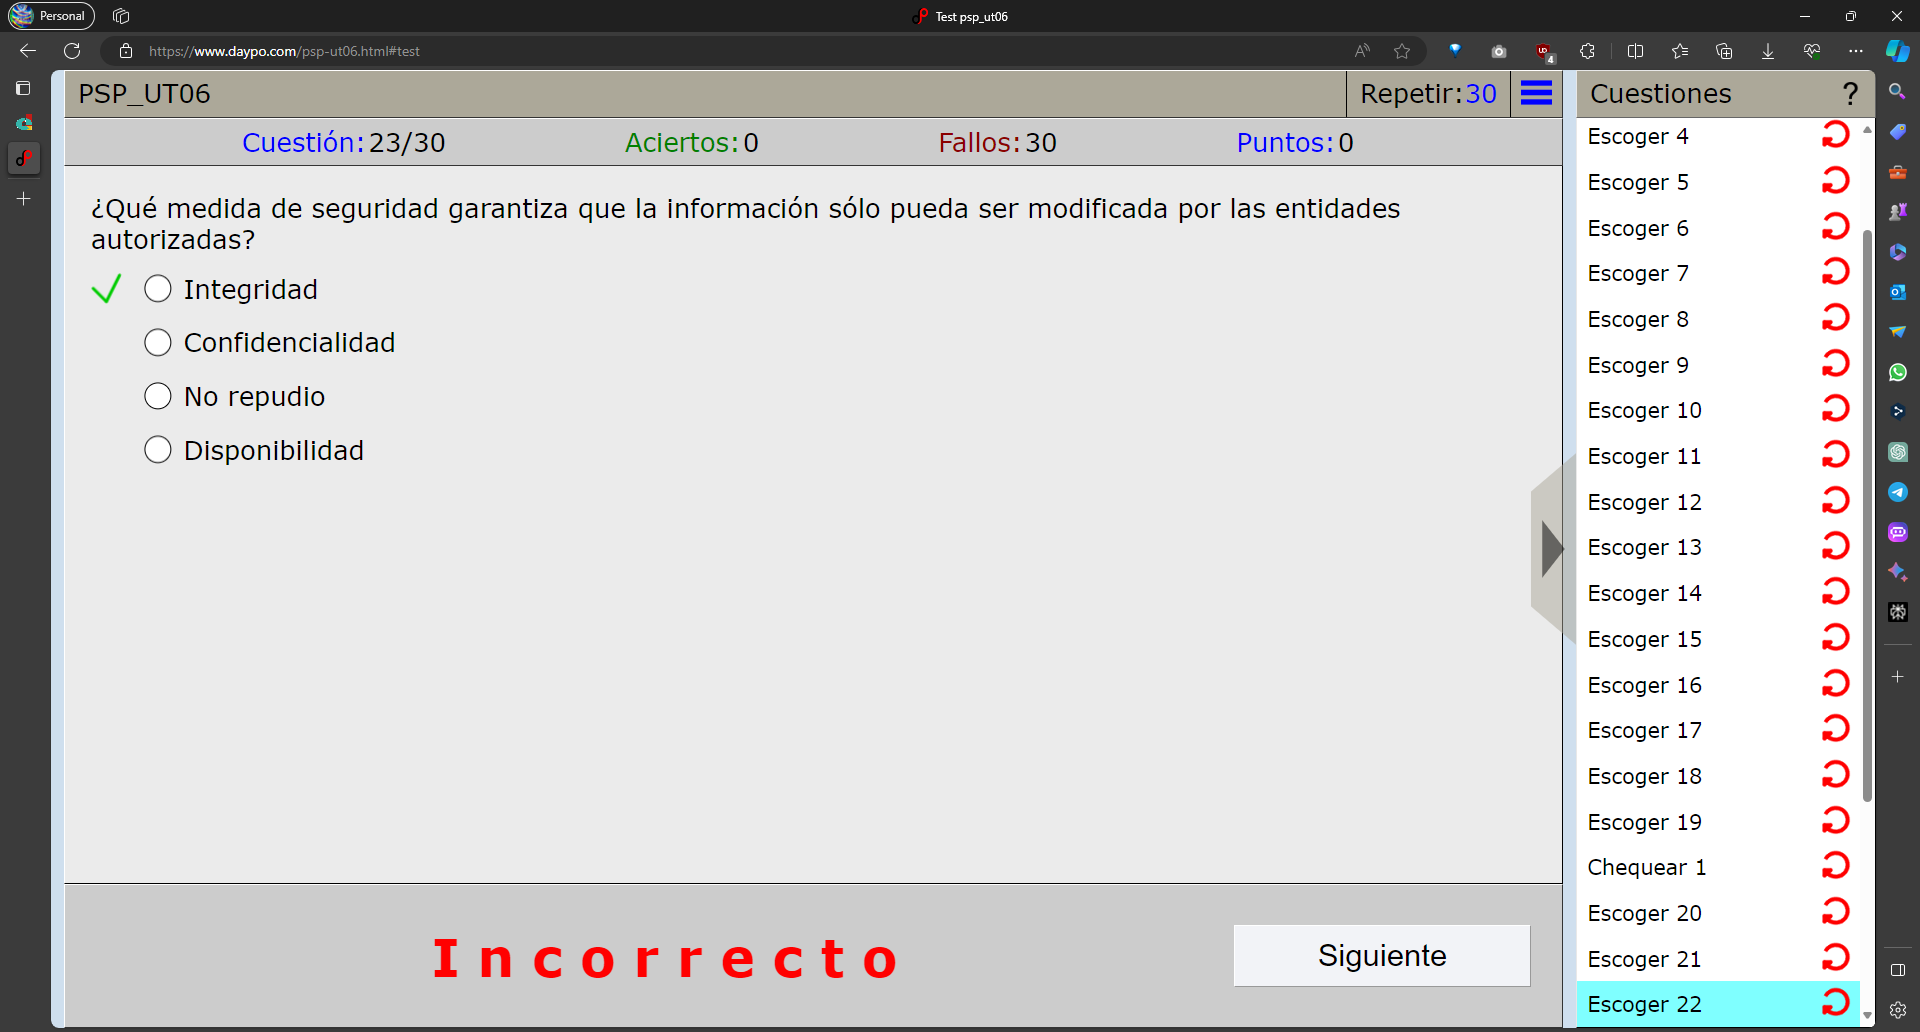 Personal
Test psp_ut06
https://www.daypo.com/psp-ut06.html#test
PSP_UT06
Repetir:30
Cuestiones
?
Cuestión:23/30
Aciertos:0
Fallos:30
Puntos:0
¿Qué medida de seguridad garantiza que la información sólo pueda ser modificada por las entidades
autorizadas?
Integridad
Confidencialidad
No repudio
Disponibilidad
Incorrecto
Siguiente
Escoger 4
Escoger 5
Escoger 6
Escoger 7
Escoger 8
Escoger 9
Escoger 10
Escoger 11
Escoger 12
Escoger 13
Escoger 14
Escoger 15
Escoger 16
Escoger 17
Escoger 18
Escoger 19
Chequear 1
Escoger 20
Escoger 21
Escoger 22